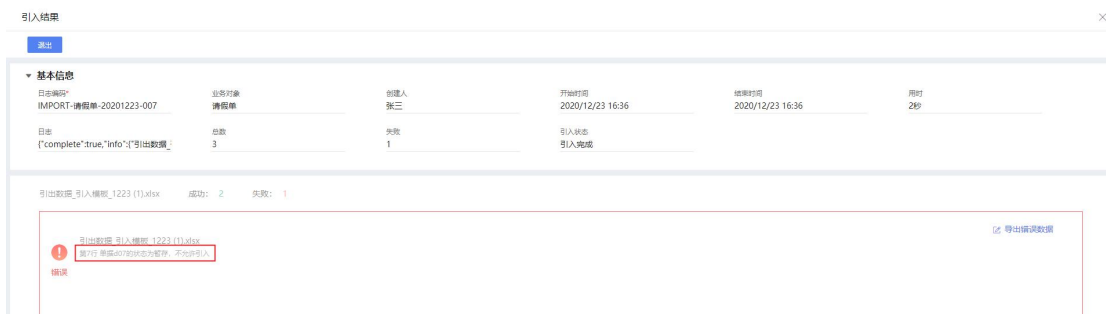 引入结果
退出
基本信息
日志编码* 业务对象 创建人 开始时间 结束时间 用时
IMPORT-请假单-20201223-007 请假单 张三 2020/12/23 16:36 2020/12/23 16:36 2秒
日志 总数 失败 引入状态
{"complete":true,"info":{"引出数据_ 3 1 引入完成
引出数据_引入模板_1223 (1).xlsx 成功: 2 失败: 1
导出错误数据
引出数据_引入模板_1223 (1).xlsx
第7行 单据d07的状态为暂存, 不允许引入
错误